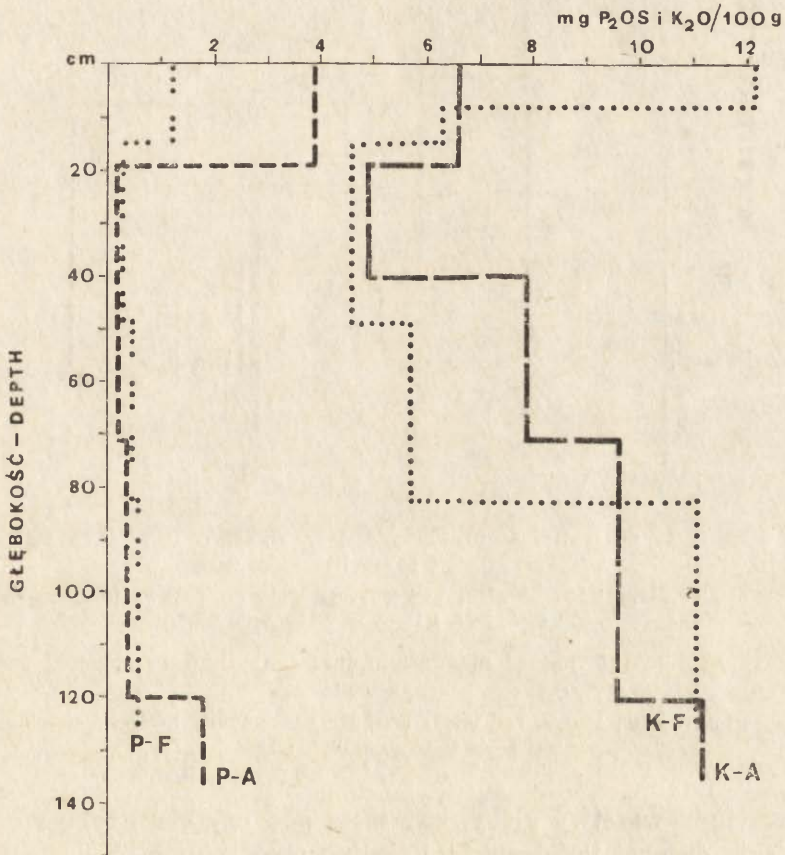 mg P₂OS i K₂O/100 g
cm 2 4 6 8 10 12
20
40
60
80
100
120
140
GŁĘBOKOŚĆ – DEPTH
P-F
P-A
K-F
K-A